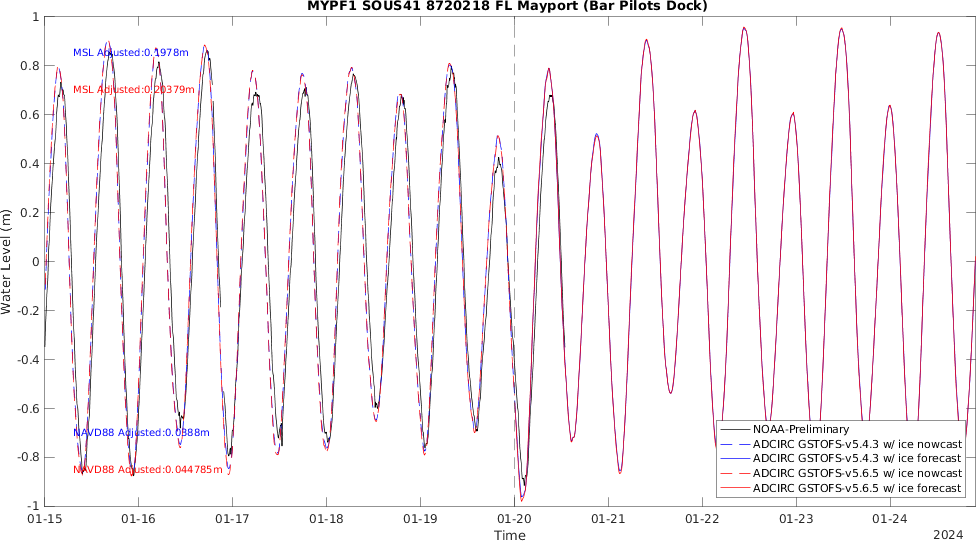 MYPF1 SOUS41 8720218 FL Mayport (Bar Pilots Dock)
1
0.8
0.6
0.4
0.2
0
-0.2
-0.4
-0.6
-0.8
-1
Water Level (m)
MSL Adjusted:0.1978m
MSL Adjusted:0.20379m
NAVD88 Adjusted:0.0388m
NAVD88 Adjusted:0.044785m
NOAA-Preliminary
ADCIRC GSTOFS-v5.4.3 w/ ice nowcast
ADCIRC GSTOFS-v5.4.3 w/ ice forecast
ADCIRC GSTOFS-v5.6.5 w/ ice nowcast
ADCIRC GSTOFS-v5.6.5 w/ ice forecast
01-15 01-16 01-17 01-18 01-19 01-20 01-21 01-22 01-23 01-24
Time
2024